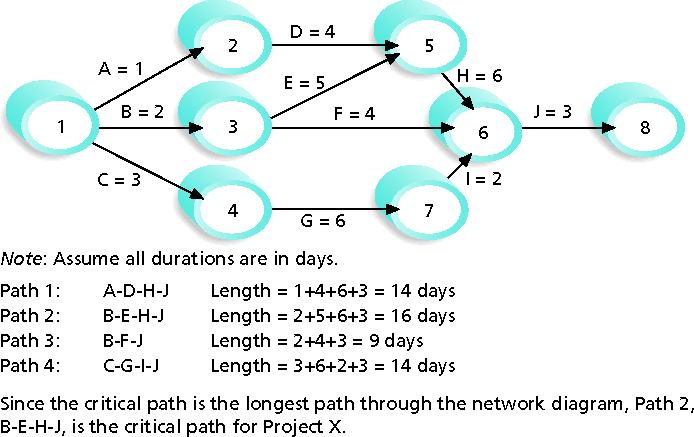 D = 4
2
5
A = 1
E = 5
H = 6
B = 2
F = 4
J = 3
1
3
6
8
C = 3
I = 2
4
G = 6
7
Note: Assume all durations are in days.
Path 1: A-D-H-J Length = 1+4+6+3 = 14 days
Path 2: B-E-H-J Length = 2+5+6+3 = 16 days
Path 3: B-F-J Length = 2+4+3 = 9 days
Path 4: C-G-I-J Length = 3+6+2+3 = 14 days
Since the critical path is the longest path through the network diagram, Path 2,
B-E-H-J, is the critical path for Project X.